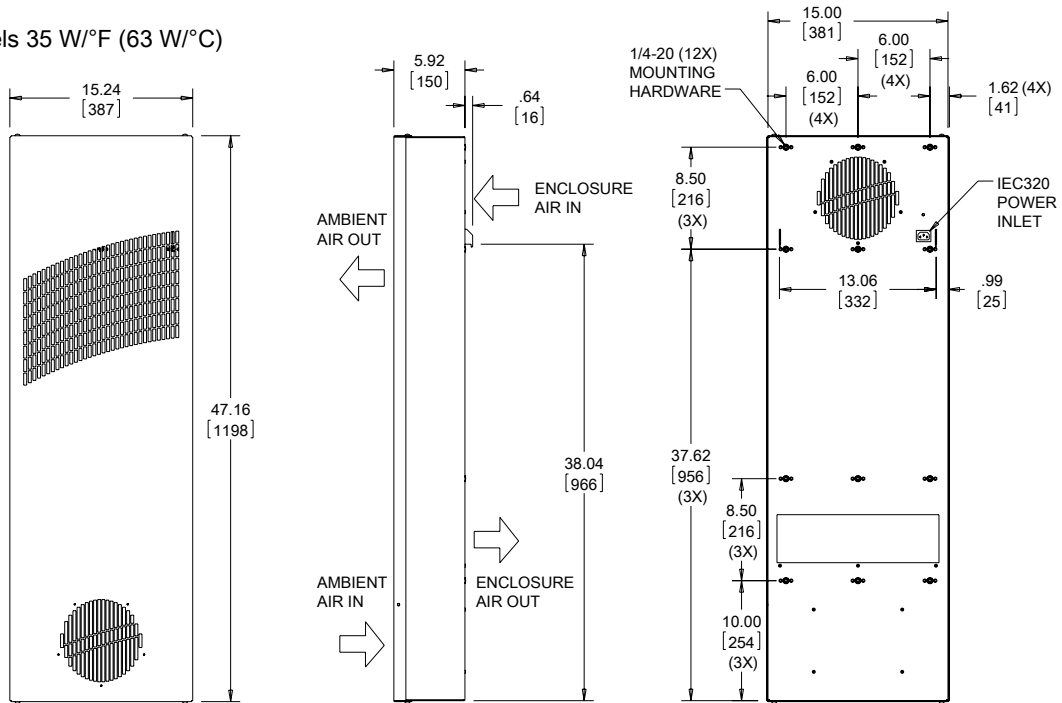 els 35 W/°F (63 W/°C)
15.24
[387]
47.16
[1198]
5.92
[150]
.64
[16]
ENCLOSURE
AIR IN
AMBIENT
AIR OUT
38.04
[966]
AMBIENT
AIR IN
ENCLOSURE
AIR OUT
15.00
[381]
6.00
[152]
(4X)
1/4-20 (12X)
MOUNTING
HARDWARE
6.00
[152]
(4X)
1.62 (4X)
[41]
8.50
[216]
(3X)
IEC320
POWER
INLET
13.06
[332]
.99
[25]
37.62
[956]
(3X)
8.50
[216]
(3X)
10.00
[254]
(3X)